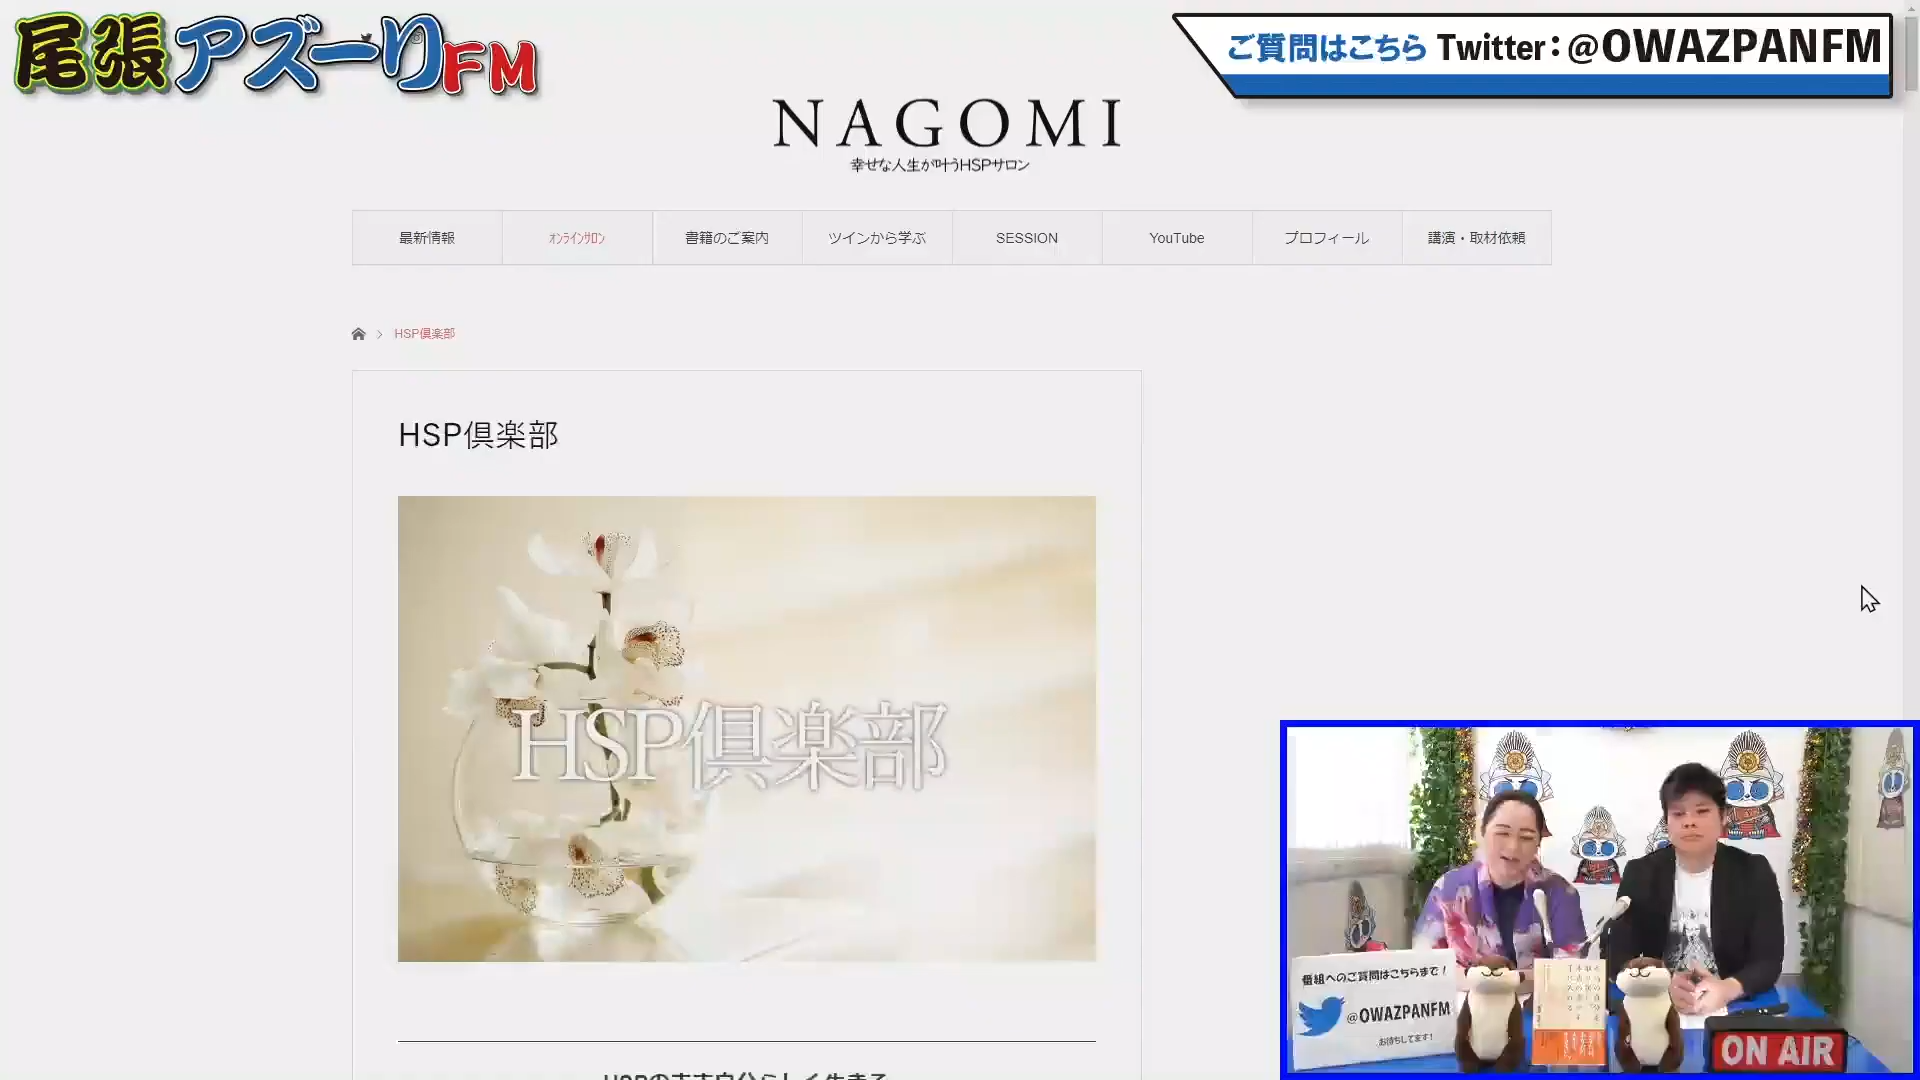 尾張アズーりFM
ご質問はこちら Twitter：@OWAZPANFM
NAGOMI
幸せな人生が叶うHSPサロン
最新情報
オンラインサロン
書籍のご案内
ツインから学ぶ
SESSION
YouTube
プロフィール
講演・取材依頼
HSP倶楽部
HSP倶楽部
HSP倶楽部
番組へのご質問はこちらまで！
@OWAZPANFM
お待ちしてます！
ON AIR